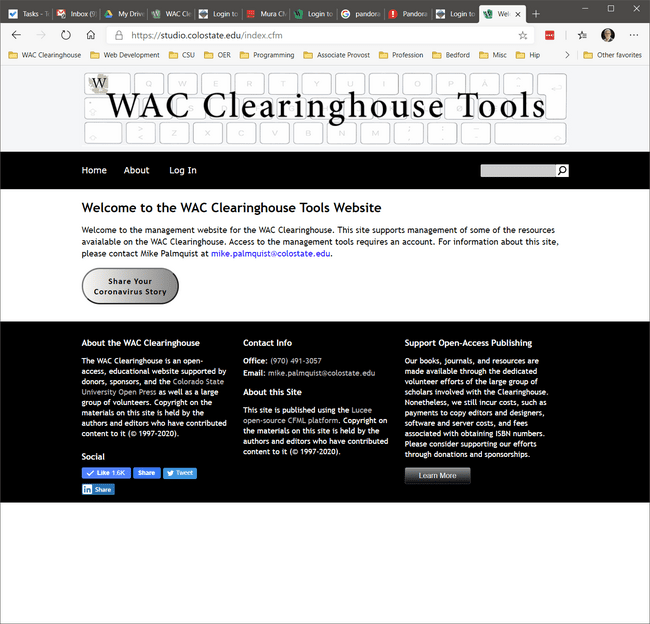 Tasks - T
Inbox (9
My Driv
WAC Cl
Login to
Mura Cl
Login to
pandora
Pandora
Login to
Wel
https://studio.colostate.edu/index.cfm
WAC Clearinghouse
Web Development
CSU
OER
Programming
Associate Provost
Profession
Bedford
Misc
Hip
Other favorites
W
WAC Clearinghouse Tools
Home
About
Log In
Welcome to the WAC Clearinghouse Tools Website
Welcome to the management website for the WAC Clearinghouse. This site supports management of some of the resources
avaialable on the WAC Clearinghouse. Access to the management tools requires an account. For information about this site,
please contact Mike Palmquist at mike.palmquist@colostate.edu.
Share Your
Coronavirus Story
About the WAC Clearinghouse
The WAC Clearinghouse is an open-
access, educational website supported by
donors, sponsors, and the Colorado State
University Open Press as well as a large
group of volunteers. Copyright on the
materials on this site is held by the
authors and editors who have contributed
content to it (© 1997-2020).
Social
Like 1.6K
Share
Tweet
in Share
Contact Info
Office: (970) 491-3057
Email: mike.palmquist@colostate.edu
About this Site
This site is published using the Lucee
open-source CFML platform. Copyright on
the materials on this site is held by the
authors and editors who have contributed
content to it (© 1997-2020).
Support Open-Access Publishing
Our books, journals, and resources are
made available through the dedicated
volunteer efforts of the large group of
scholars involved with the Clearinghouse.
Nonetheless, we still incur costs, such as
payments to copy editors and designers,
software and server costs, and fees
associated with obtaining ISBN numbers.
Please consider supporting our efforts
through donations and sponsorships.
Learn More